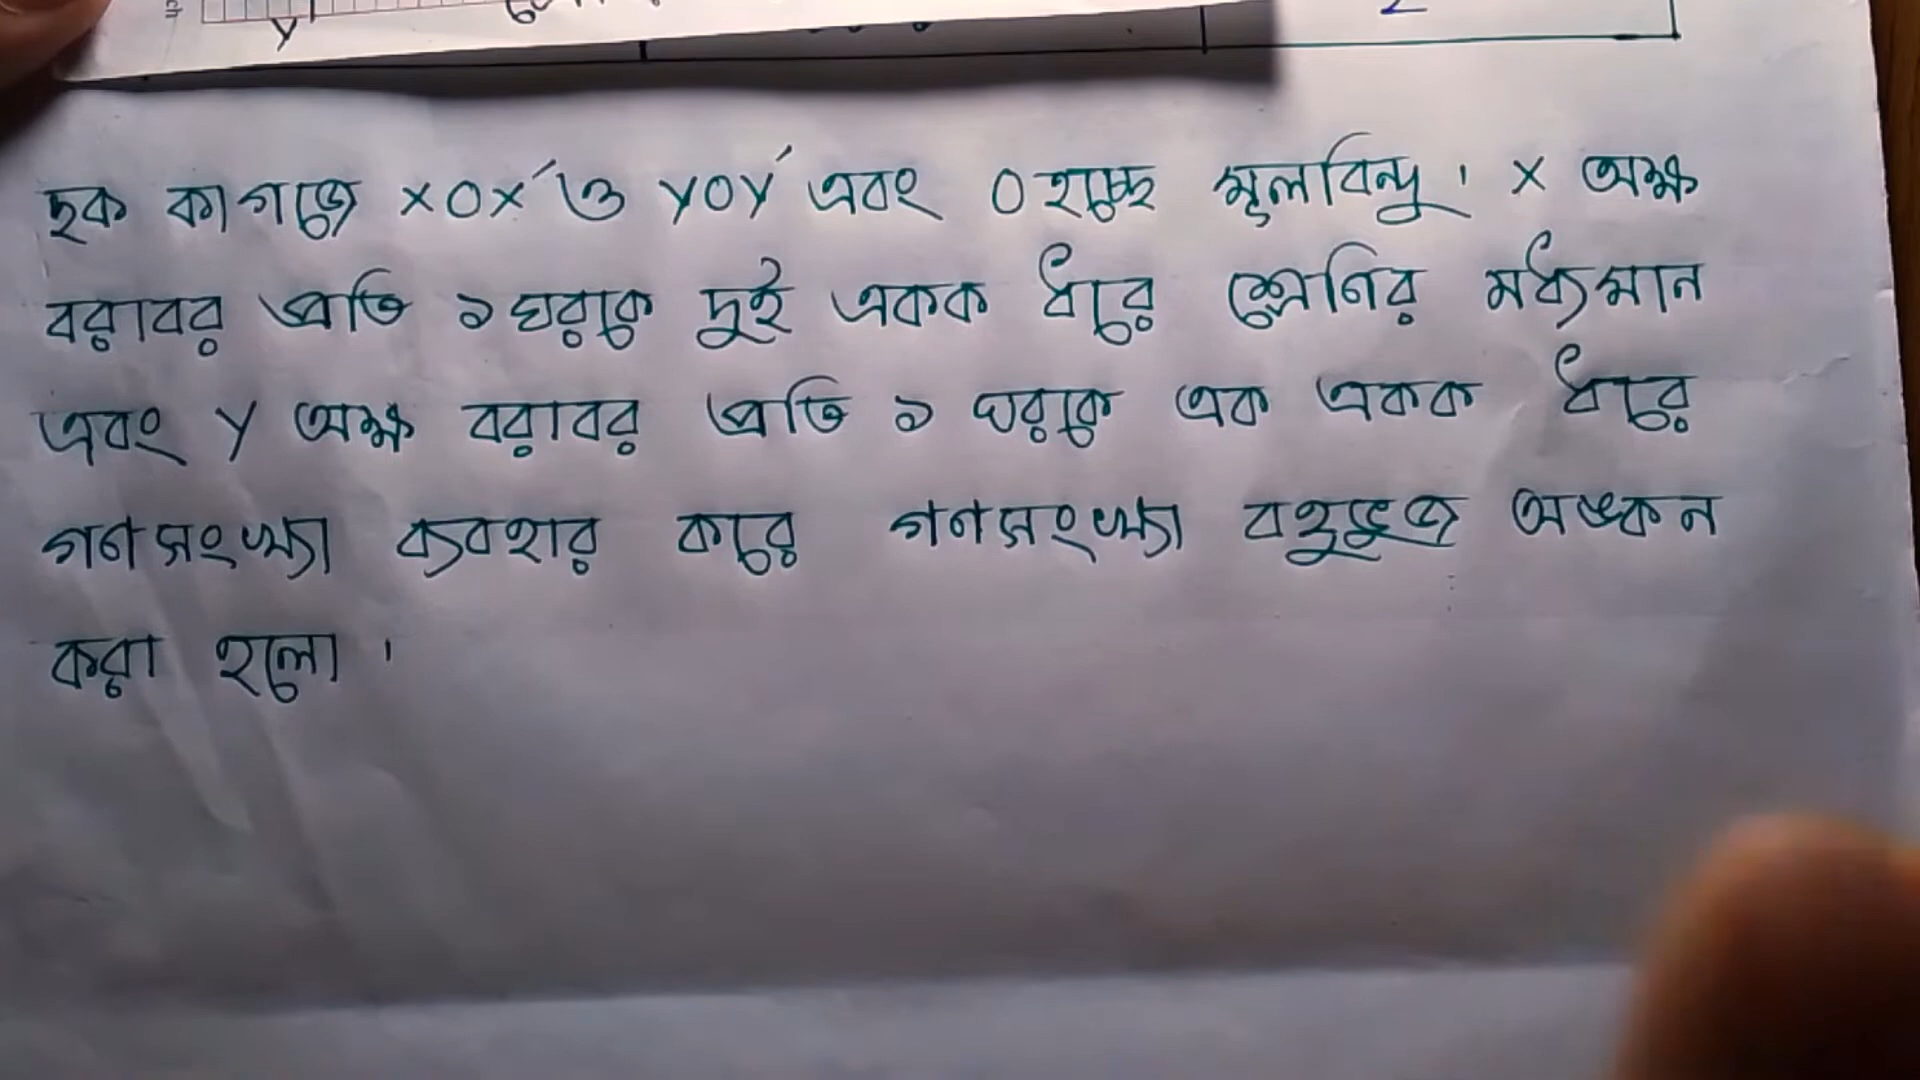 Y
ছক কাগজে XOX′ ও YOY′ এবং O হচ্ছে মূলবিন্দু। X অক্ষ
বরাবর প্রতি ১ ঘরকে দুই একক ধরে শ্রেণির মধ্যমান
এবং Y অক্ষ বরাবর প্রতি ১ ঘরকে এক একক ধরে
গণসংখ্যা ব্যবহার করে গণসংখ্যা বহুভুজ অঙ্কন
করা হলো।